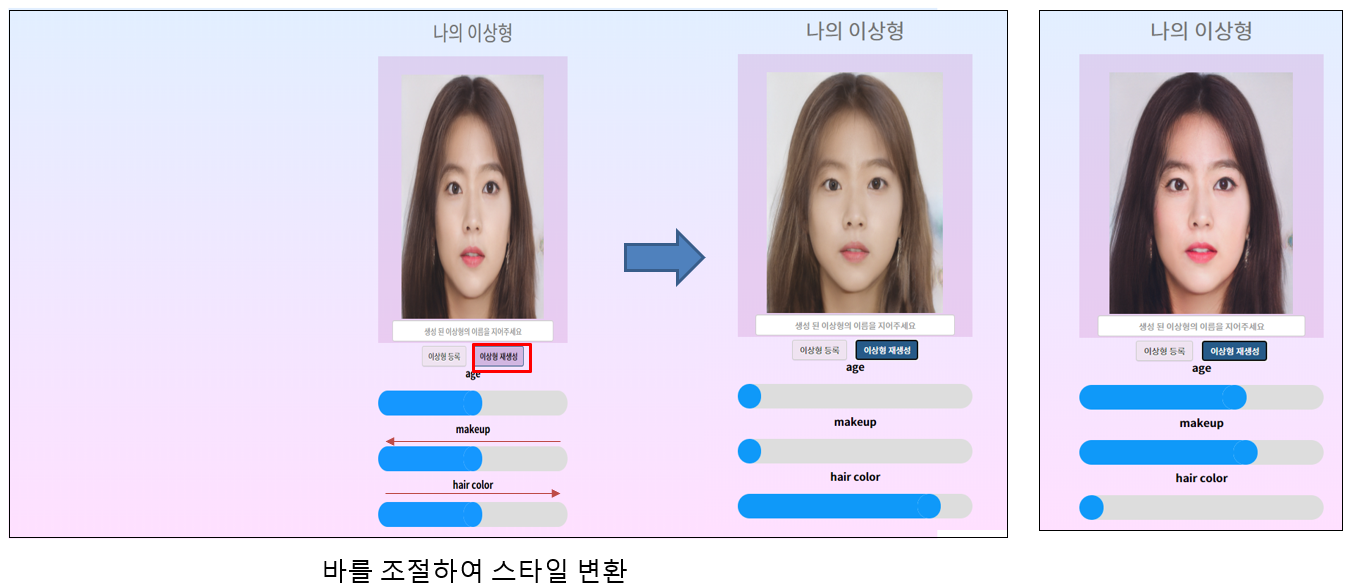 나의 이상형
생성 된 이상형의 이름을 지어주세요
이상형 등록 이상형 재생성
age
makeup
hair color
나의 이상형
생성 된 이상형의 이름을 지어주세요
이상형 등록 이상형 재생성
age
makeup
hair color
나의 이상형
생성 된 이상형의 이름을 지어주세요
이상형 등록 이상형 재생성
age
makeup
hair color
바를 조절하여 스타일 변환